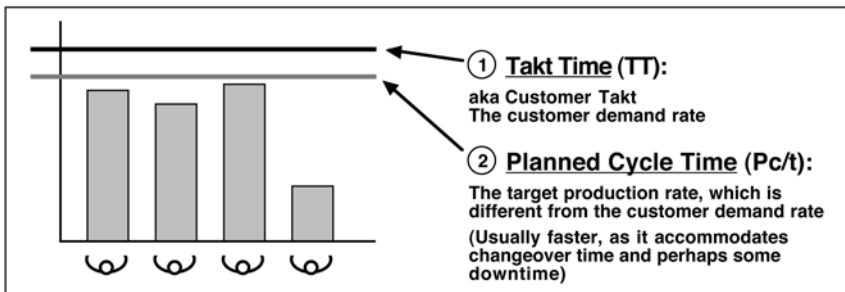 1 Takt Time (TT):
aka Customer Takt
The customer demand rate
2 Planned Cycle Time (Pc/t):
The target production rate, which is
different from the customer demand rate
(Usually faster, as it accommodates
changeover time and perhaps some
downtime)